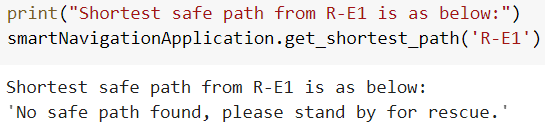 print("Shortest safe path from R-E1 is as below:")
smartNavigationApplication.get_shortest_path('R-E1')
Shortest safe path from R-E1 is as below:
'No safe path found, please stand by for rescue.'